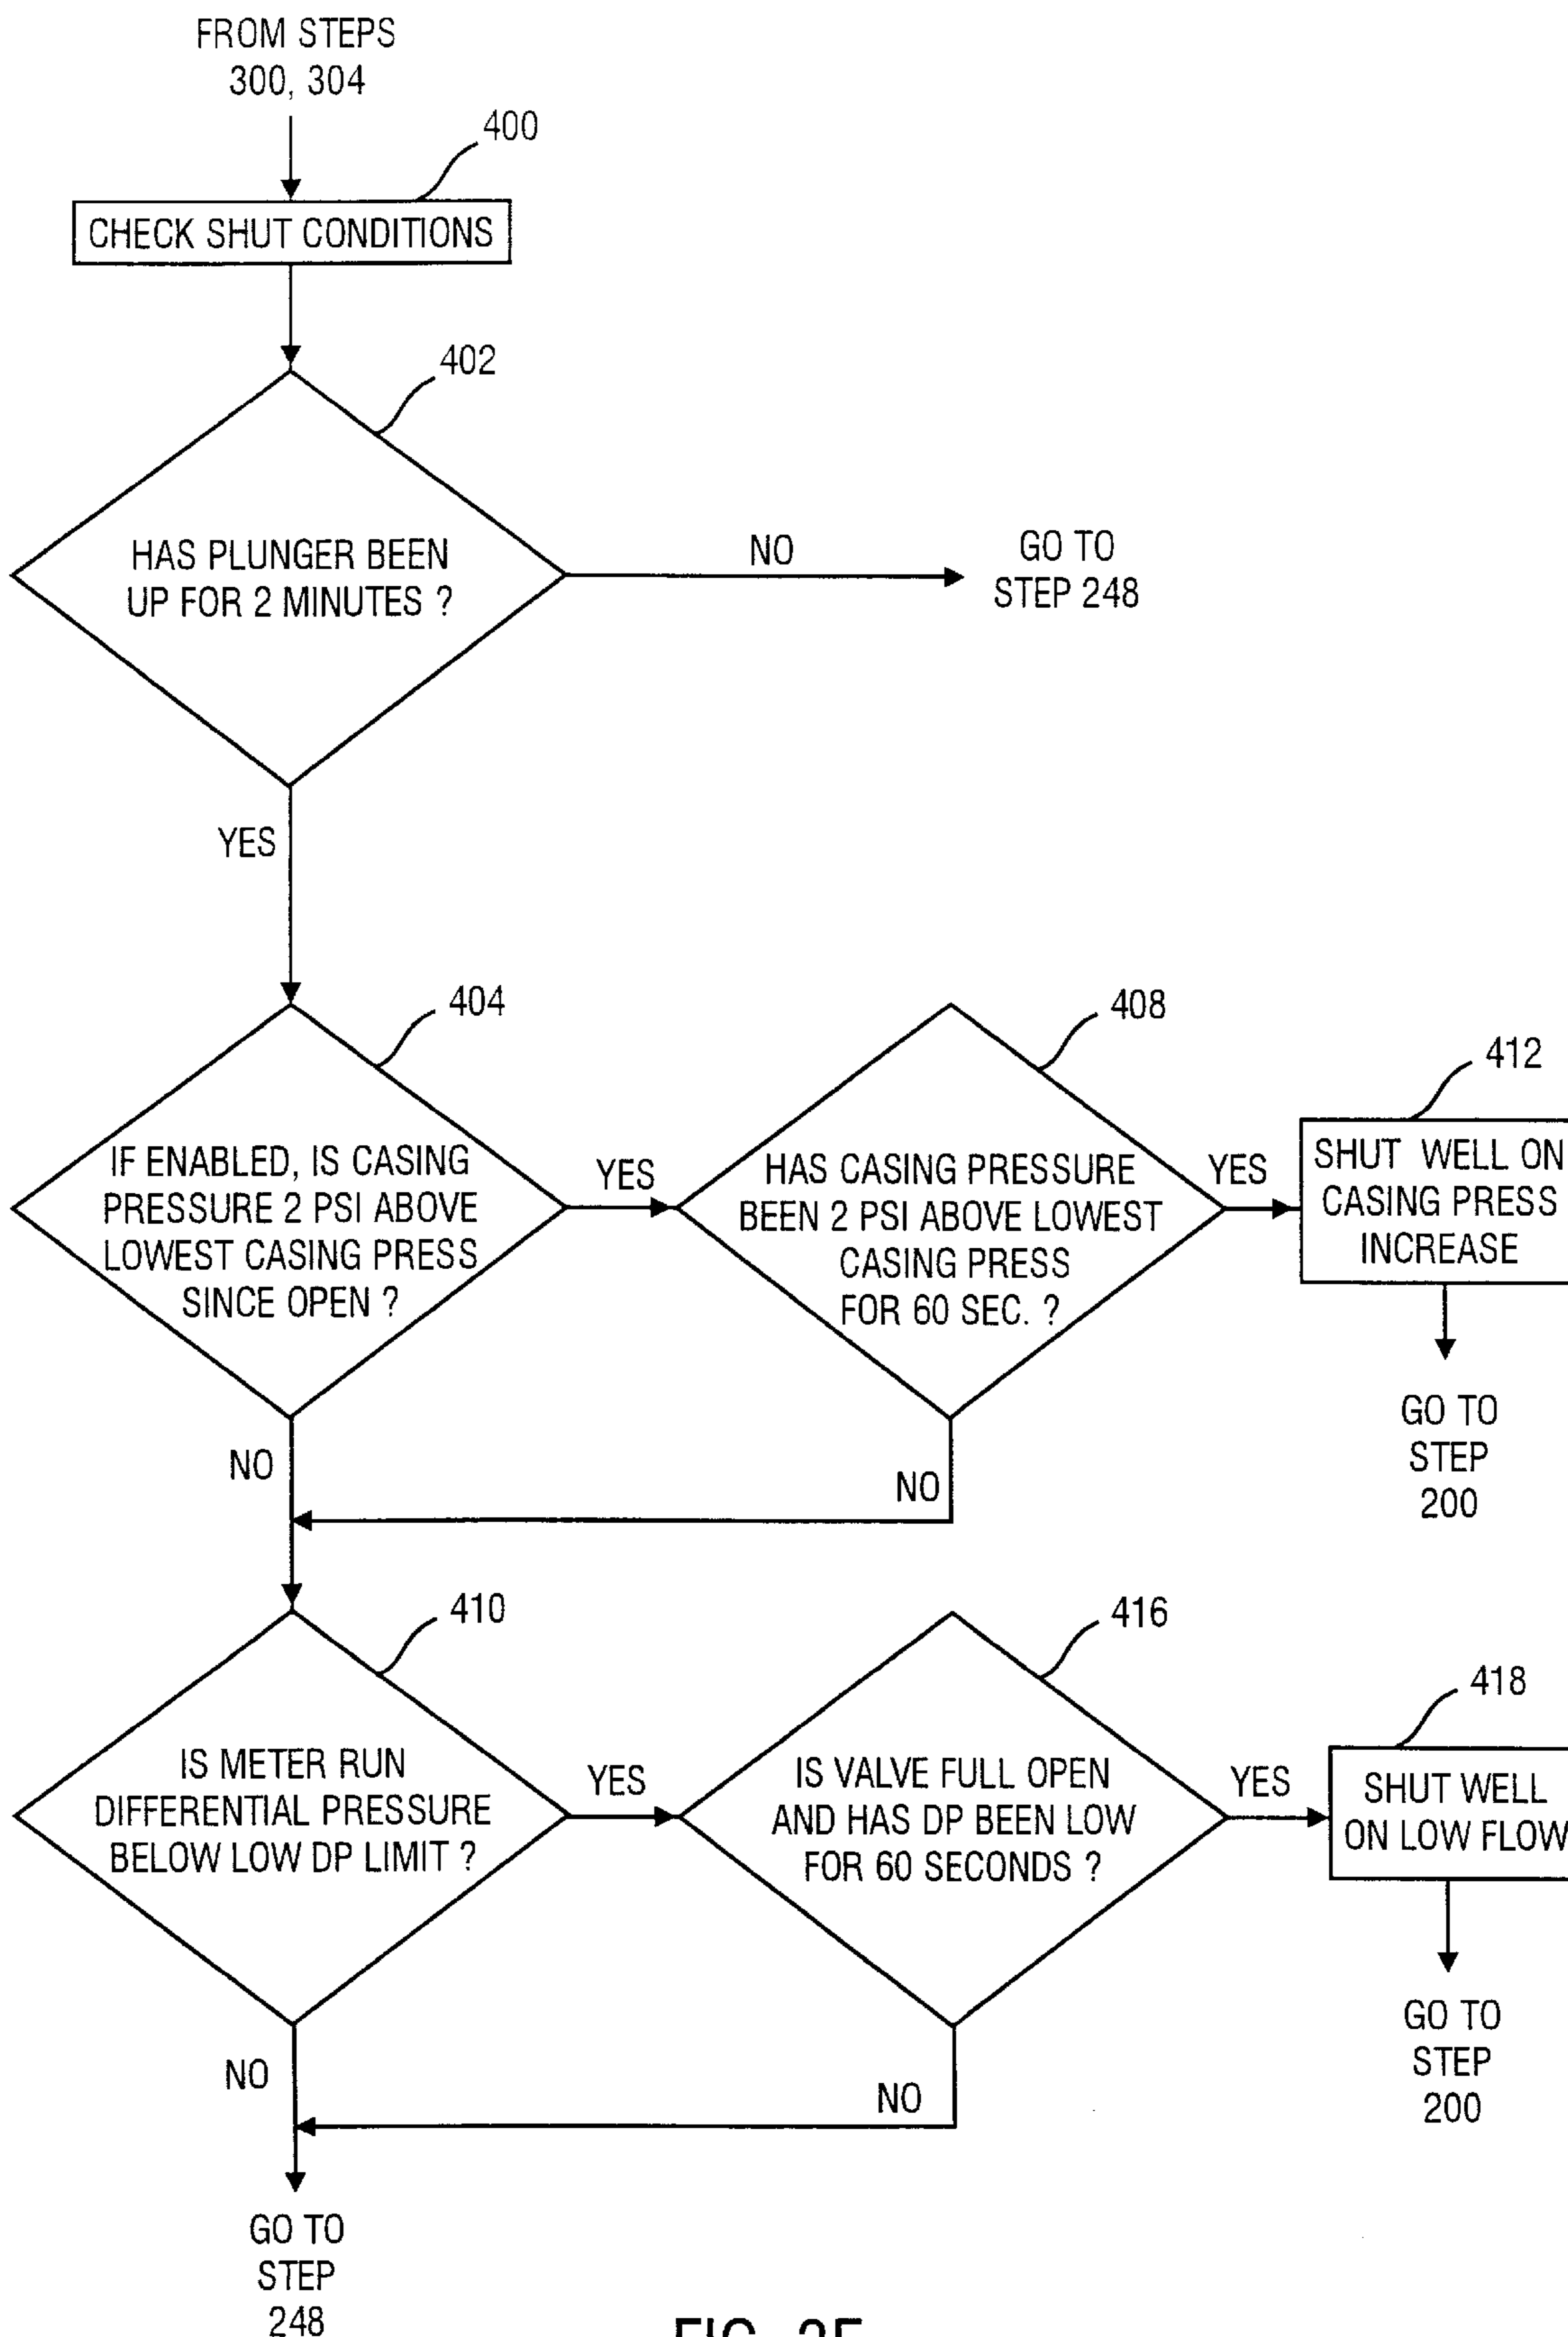 FROM STEPS
300, 304
400
CHECK SHUT CONDITIONS
402
HAS PLUNGER BEEN
UP FOR 2 MINUTES ?
NO
GO TO
STEP 248
YES
404
IF ENABLED, IS CASING
PRESSURE 2 PSI ABOVE
LOWEST CASING PRESS
SINCE OPEN ?
YES
408
HAS CASING PRESSURE
BEEN 2 PSI ABOVE LOWEST
CASING PRESS
FOR 60 SEC. ?
YES
412
SHUT WELL ON
CASING PRESS
INCREASE
GO TO
STEP
200
NO
NO
410
IS METER RUN
DIFFERENTIAL PRESSURE
BELOW LOW DP LIMIT ?
YES
416
IS VALVE FULL OPEN
AND HAS DP BEEN LOW
FOR 60 SECONDS ?
YES
418
SHUT WELL
ON LOW FLOW
GO TO
STEP
200
NO
NO
GO TO
STEP
248